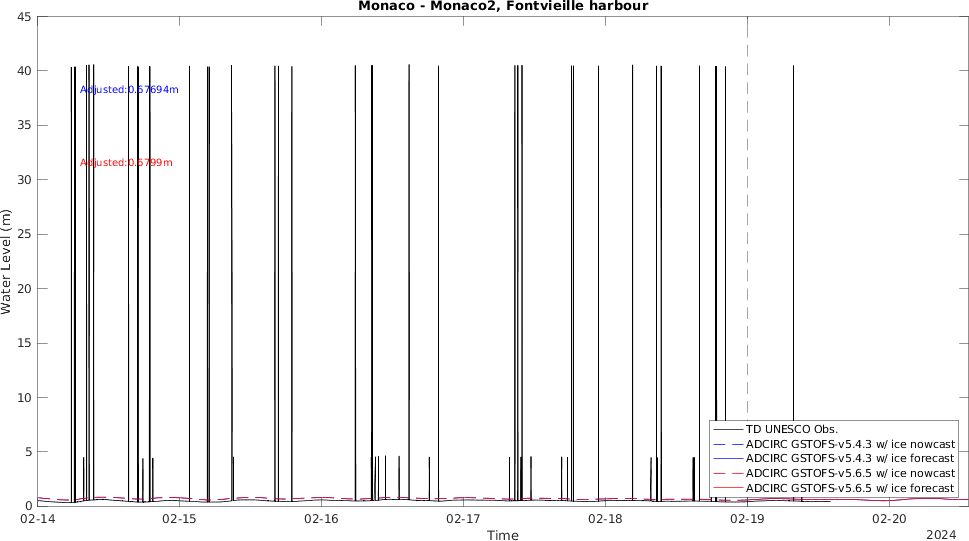 Monaco - Monaco2, Fontvieille harbour
45
40
35
30
25
20
15
10
5
0
Water Level (m)
Adjusted:0.57694m
Adjusted:0.5799m
TD UNESCO Obs.
ADCIRC GSTOFS-v5.4.3 w/ ice nowcast
ADCIRC GSTOFS-v5.4.3 w/ ice forecast
ADCIRC GSTOFS-v5.6.5 w/ ice nowcast
ADCIRC GSTOFS-v5.6.5 w/ ice forecast
02-14 02-15 02-16 02-17 02-18 02-19 02-20
Time
2024